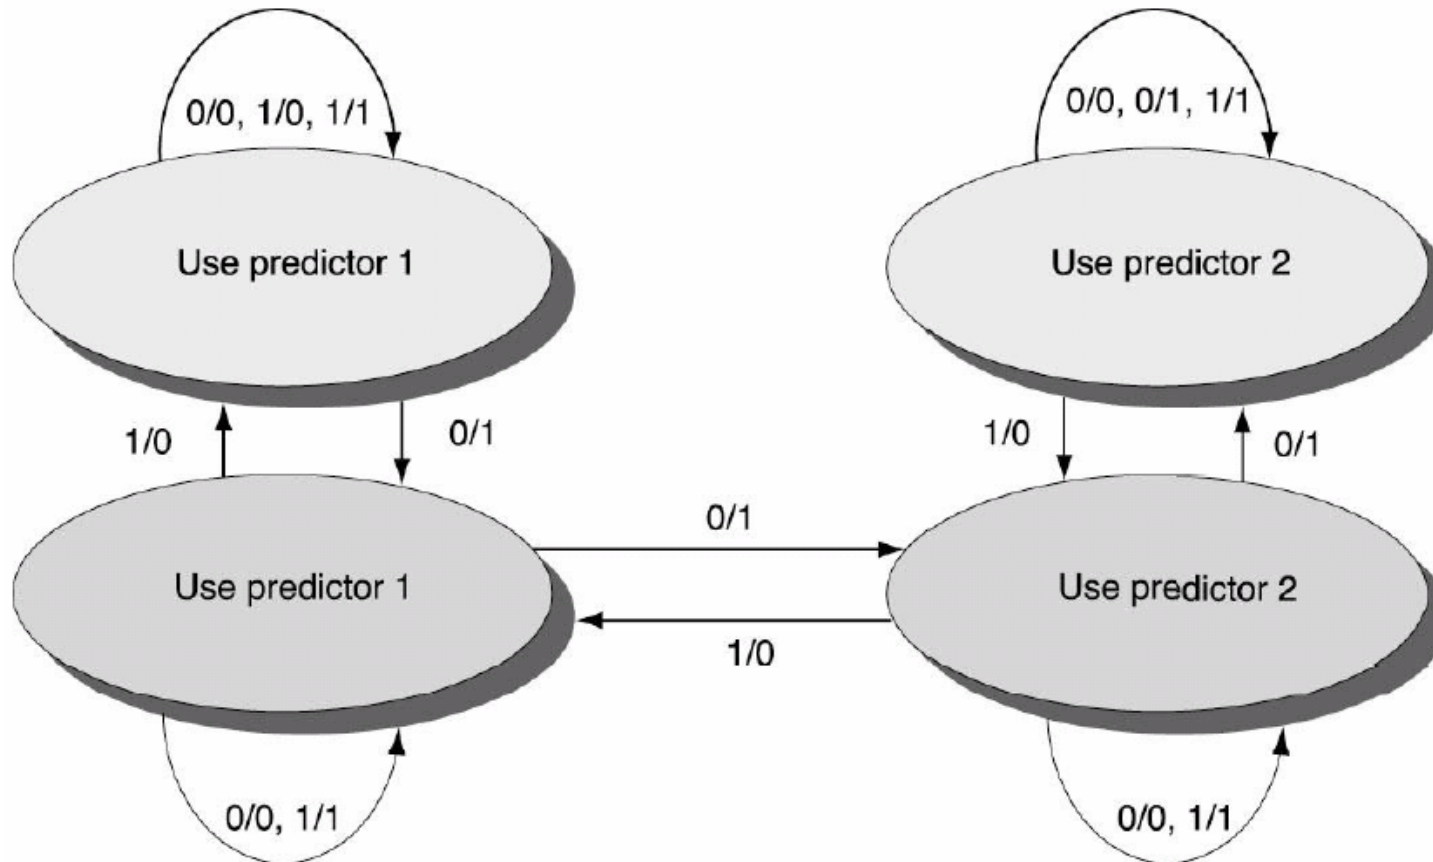 0/0, 1/0, 1/1
0/0, 0/1, 1/1
Use predictor 1
Use predictor 2
1/0
0/1
1/0
0/1
0/1
Use predictor 1
Use predictor 2
1/0
0/0, 1/1
0/0, 1/1